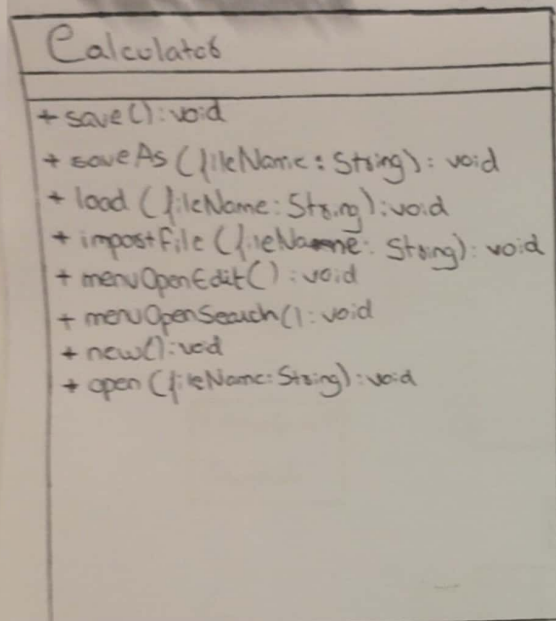 Calculator
+ save(): void
+ saveAs (fileName: String): void
+ load (fileName: String): void
+ importFile (fileName: String): void
+ menuOpenEdit(): void
+ menuOpenSearch(): void
+ new(): void
+ open (fileName: String): void